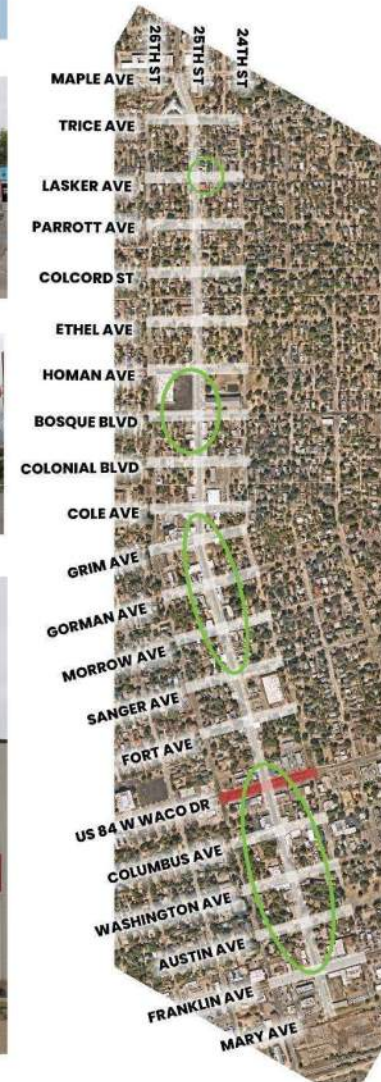 26TH ST
25TH ST
24TH ST
MAPLE AVE
TRICE AVE
LASKER AVE
PARROTT AVE
COLCORD ST
ETHEL AVE
HOMAN AVE
BOSQUE BLVD
COLONIAL BLVD
COLE AVE
GRIM AVE
GORMAN AVE
MORROW AVE
SANGER AVE
FORT AVE
US 84 W WACO DR
COLUMBUS AVE
WASHINGTON AVE
AUSTIN AVE
FRANKLIN AVE
MARY AVE